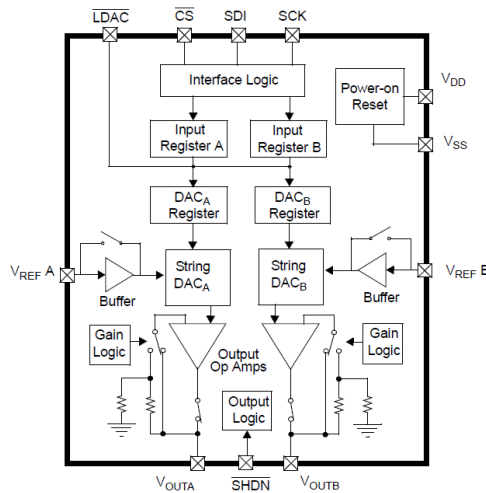 LDAC CS SDI SCK
Interface Logic
Power-on
Reset
VDD
VSS
Input
Register A
Input
Register B
DACA
Register
DACB
Register
VREF A
Buffer
String
DACA
String
DACB
Buffer
VREF B
Gain
Logic
Output
Op Amps
Gain
Logic
Output
Logic
VOUTA
SHDN
VOUTB